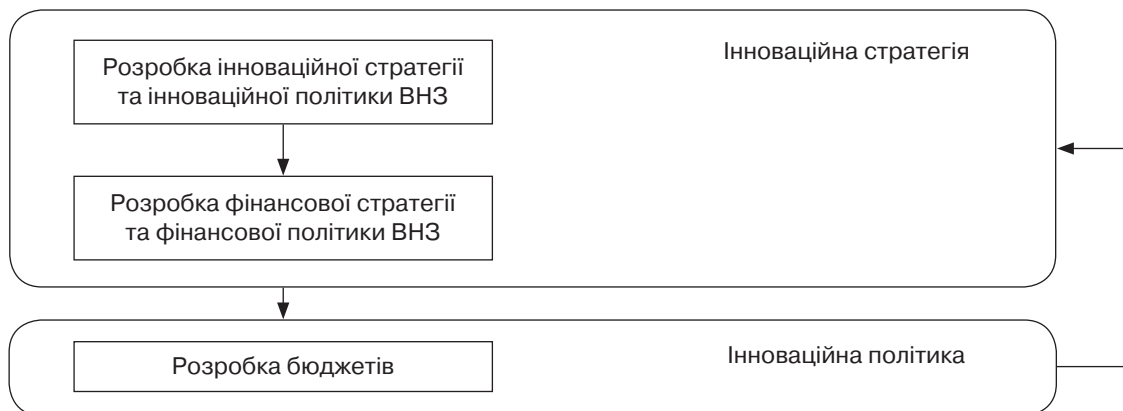 Розробка інноваційної стратегії
та інноваційної політики ВНЗ
Інноваційна стратегія
Розробка фінансової стратегії
та фінансової політики ВНЗ
Розробка бюджетів
Інноваційна політика